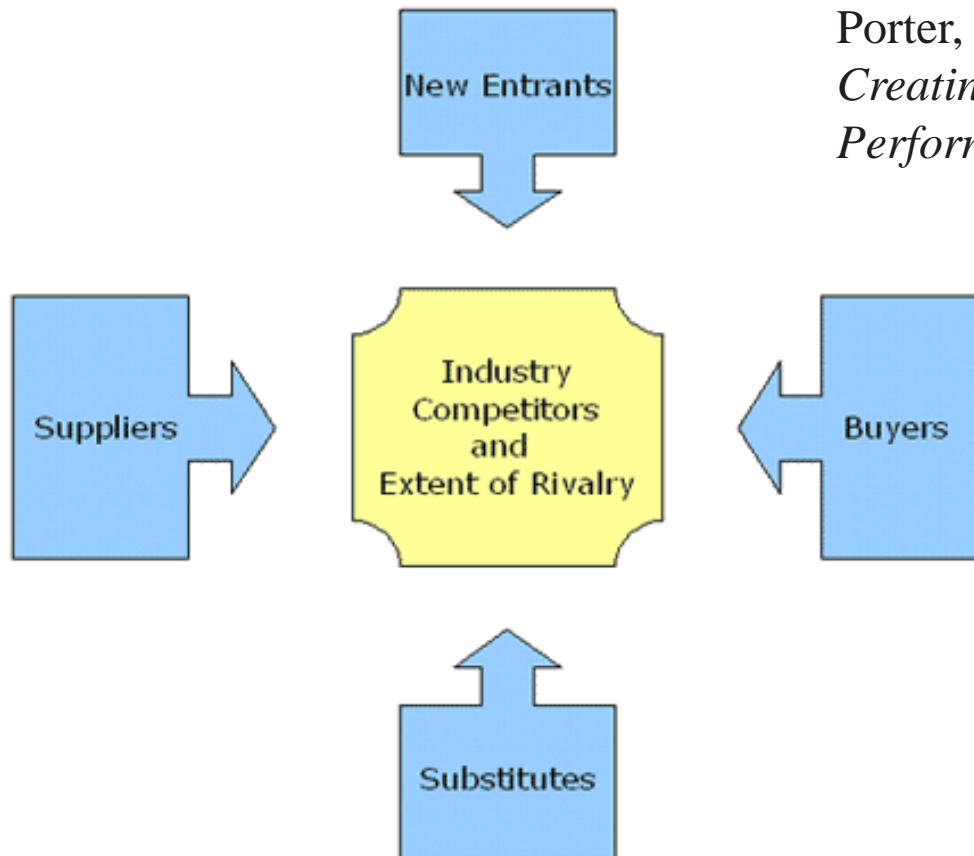 Porter,
New Entrants
Industry
Competitors
and
Extent of Rivalry
Suppliers
Buyers
Substitutes